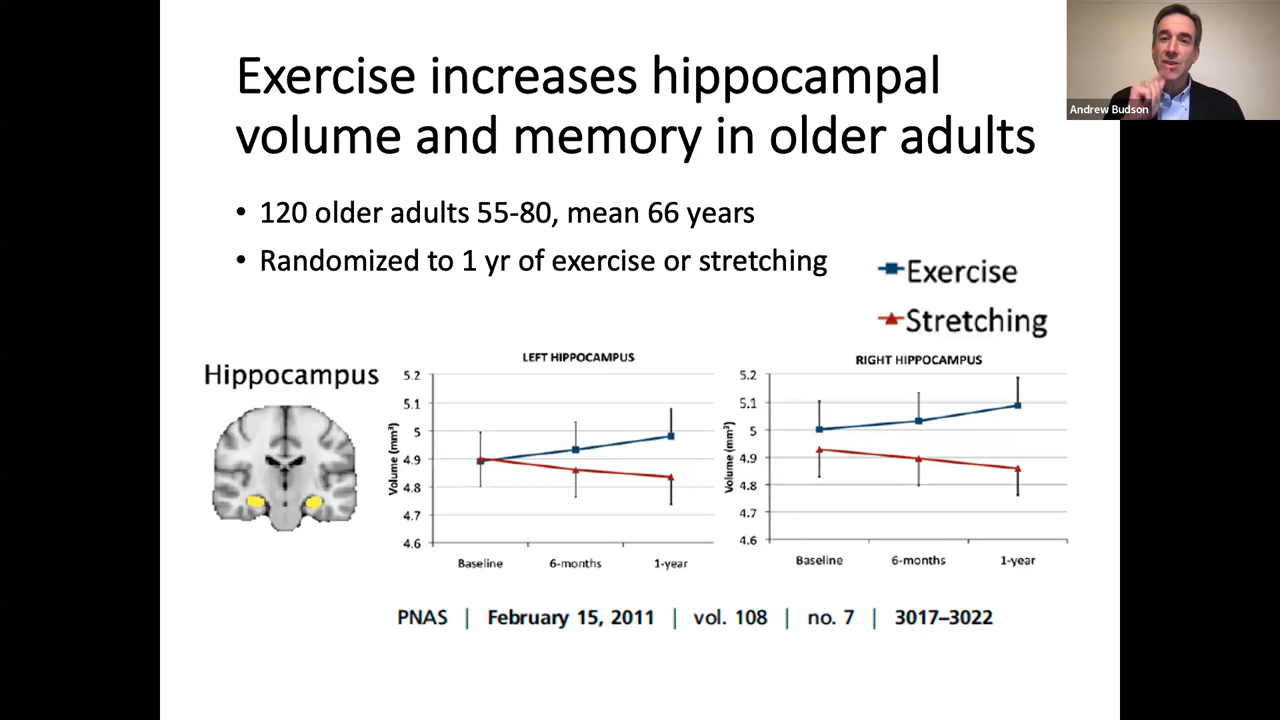 Exercise increases hippocampal
volume and memory in older adults
Andrew Budson
• 120 older adults 55-80, mean 66 years
• Randomized to 1 yr of exercise or stretching
Exercise
Stretching
Hippocampus
LEFT HIPPOCAMPUS
Volume (mm³)
5.2
5.1
5
4.9
4.8
4.7
4.6
Baseline 6-months 1-year
RIGHT HIPPOCAMPUS
Volume (mm³)
5.2
5.1
5
4.9
4.8
4.7
4.6
Baseline 6-months 1-year
PNAS | February 15, 2011 | vol. 108 | no. 7 | 3017–3022